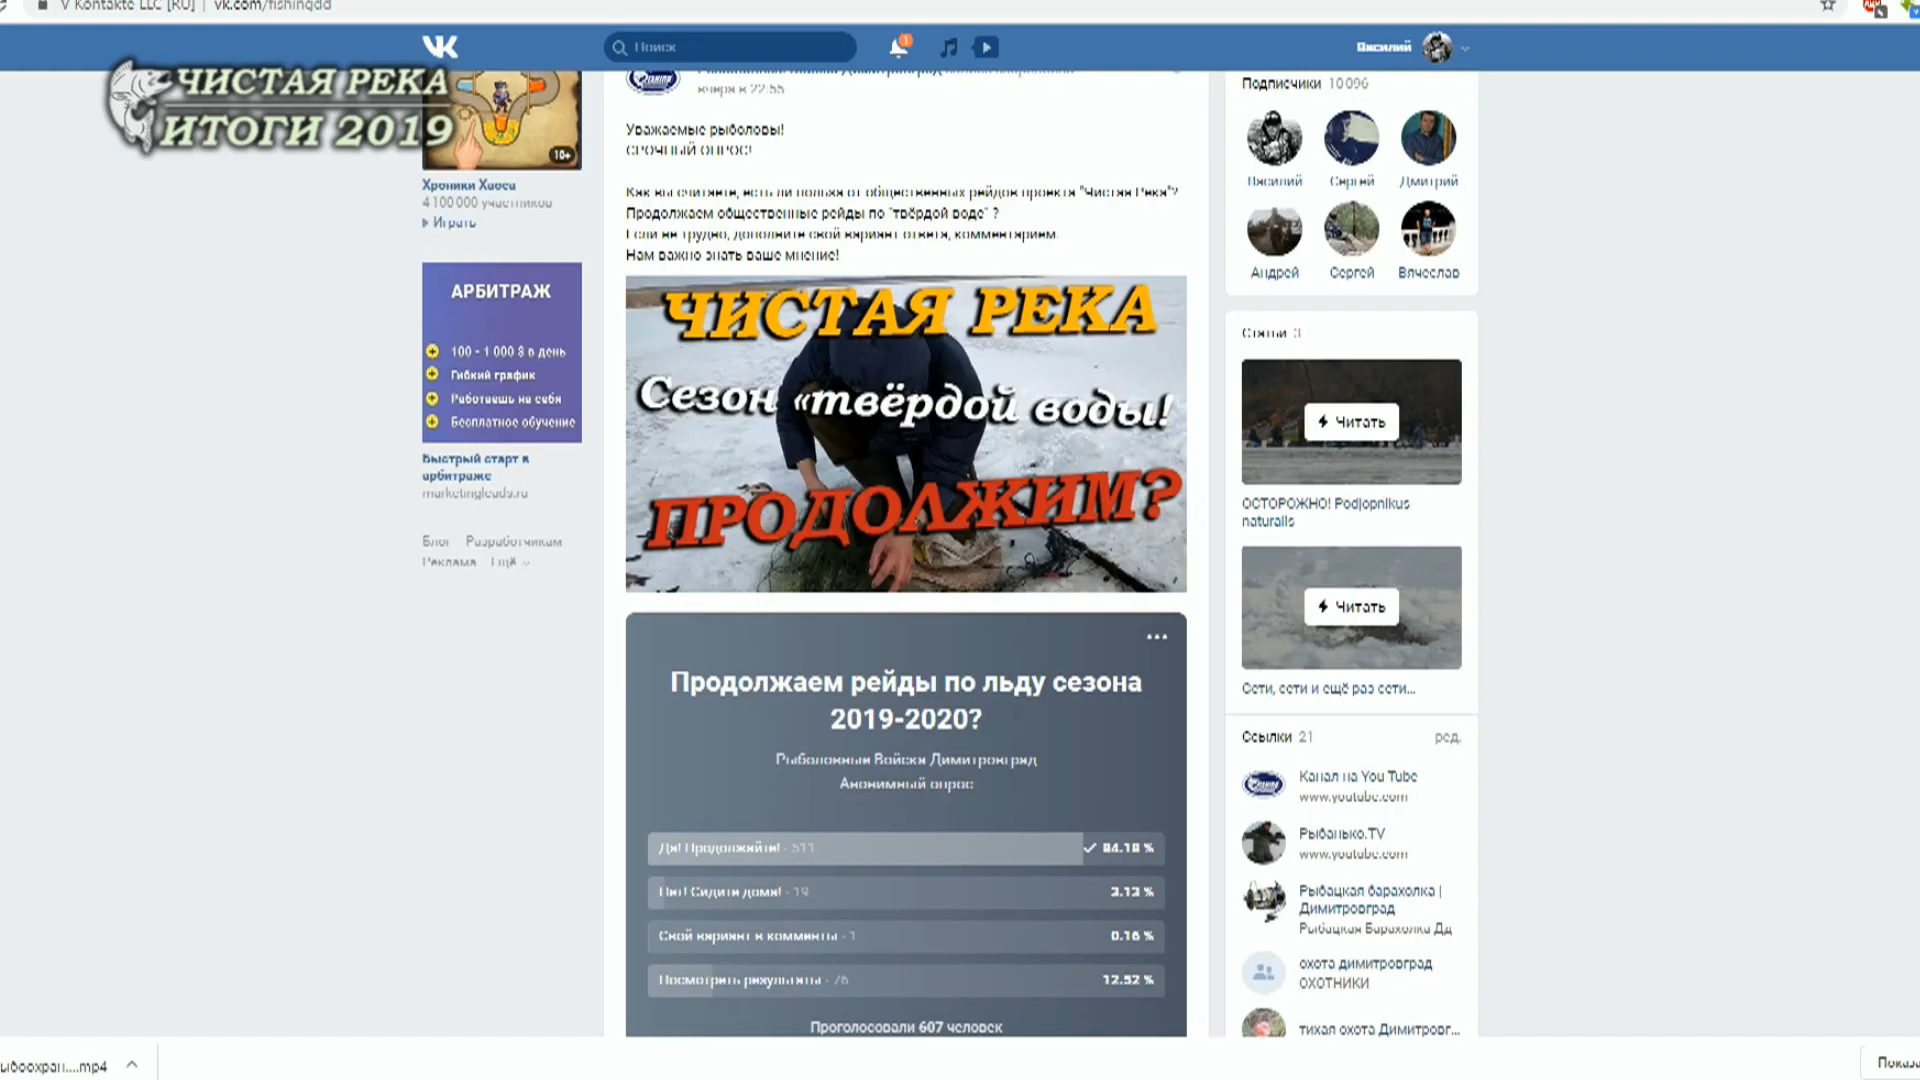 V Kontakte LLC [RU] | vk.com/fishingdd
Поиск
1
Василий
ЧИСТАЯ РЕКА
ИТОГИ 2019
10+
Хроники Хаоса
4 100 000 участников
Играть
АРБИТРАЖ
100 - 1 000 $ в день
Гибкий график
Работаешь на себя
Бесплатное обучение
Быстрый старт в
арбитраже
marketingleads.ru
Блог Разработчикам
Реклама Ещё
вчера в 22:55
Уважаемые рыболовы!
СРОЧНЫЙ ОПРОС!
Как вы считаете, есть ли польза от общественных рейдов проекта "Чистая Река"?
Продолжаем общественные рейды по "твёрдой воде" ?
Если не трудно, дополните свой вариант ответа, комментарием.
Нам важно знать ваше мнение!
ЧИСТАЯ РЕКА
Сезон «твёрдой воды!
ПРОДОЛЖИМ?
Продолжаем рейды по льду сезона
2019-2020?
Рыболовные Войска Димитровград
Анонимный опрос
Да! Продолжайте! · 511 84.18 %
Нет! Сидите дома! · 19 3.13 %
Свой вариант в комменты · 1 0.16 %
Посмотреть результаты · 76 12.52 %
Проголосовали 607 человек
Подписчики 10 096
Василий Сергей Дмитрий
Андрей Сергей Вячеслав
Статьи 3
Читать
ОСТОРОЖНО! Podjopnikus
naturalis
Читать
Сети, сети и ещё раз сети...
Ссылки 21 ред.
Канал на You Tube
www.youtube.com
Рыбанько.TV
www.youtube.com
Рыбацкая барахолка |
Димитровград
Рыбацкая Барахолка Дд
охота димитровград
ОХОТНИКИ
тихая охота Димитровг...
ыбоохран....mp4
Показа